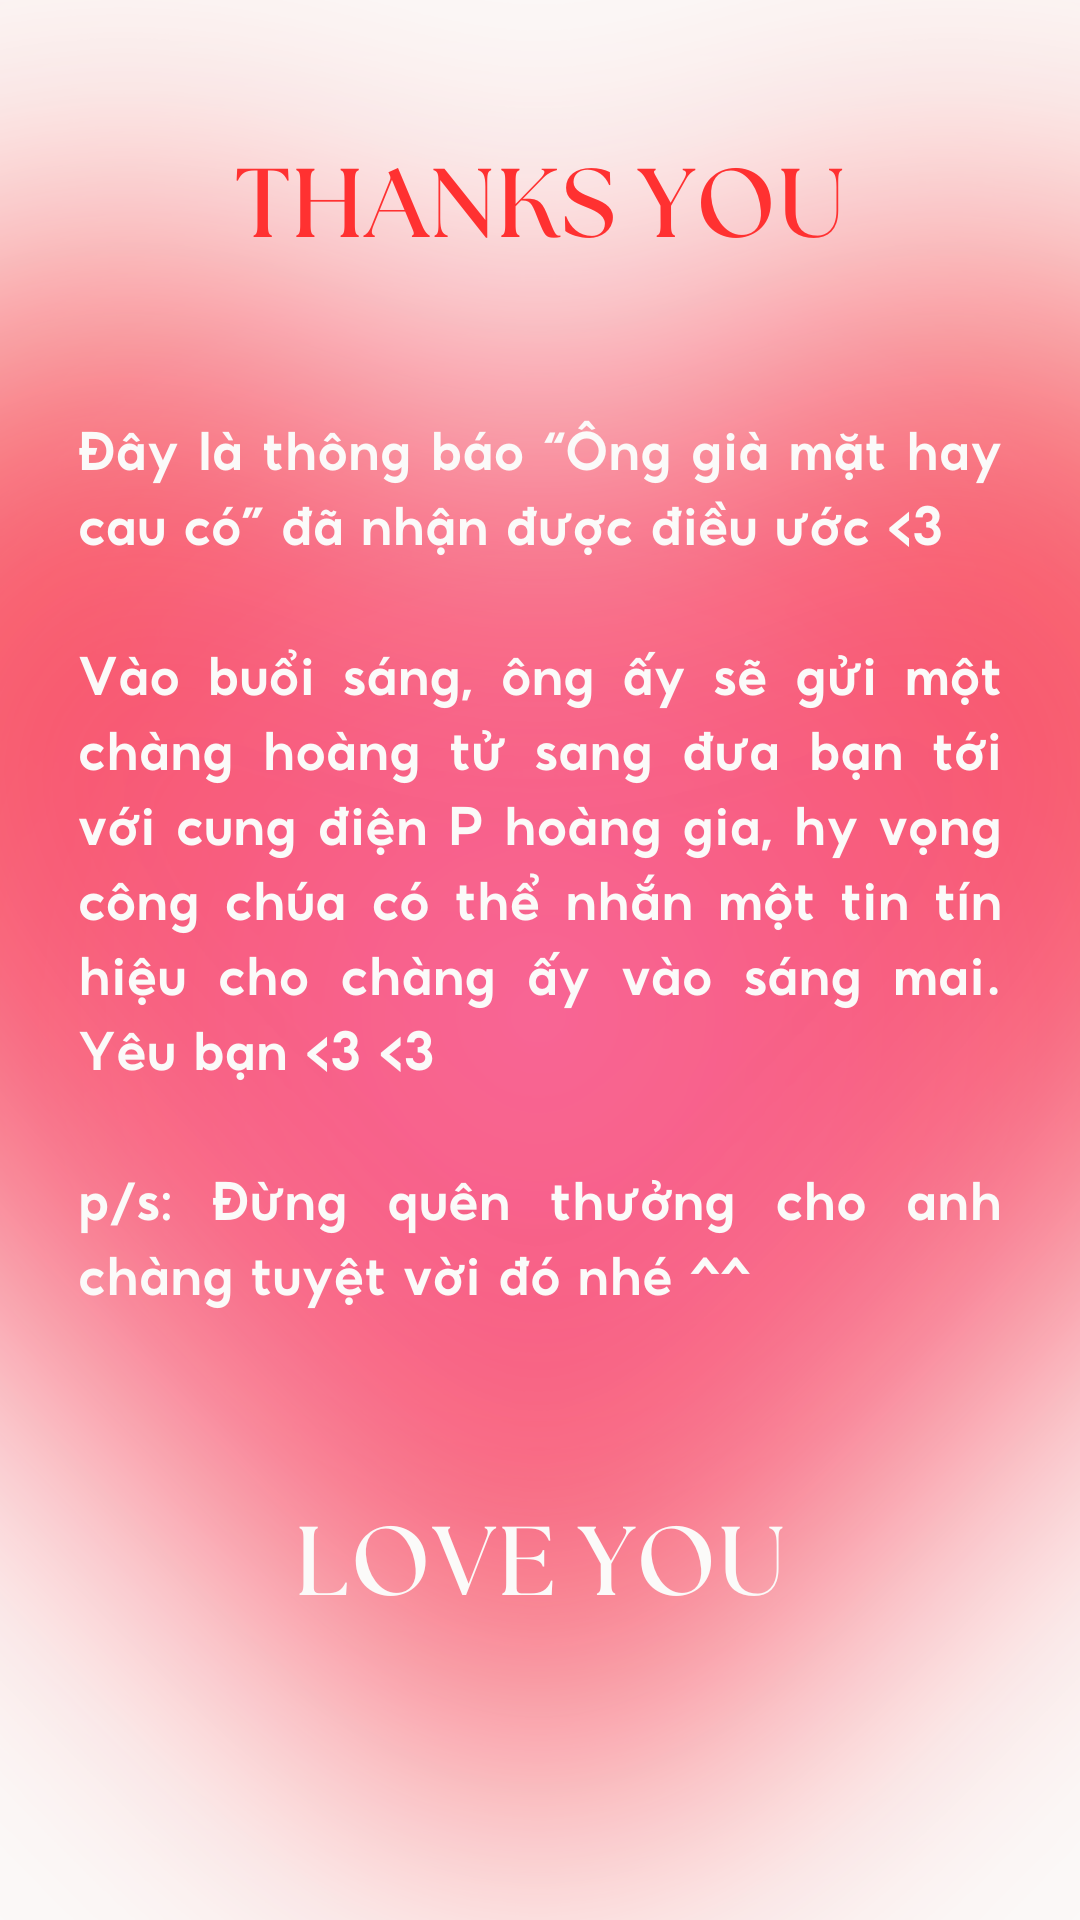 THANKS YOU
Đây là thông báo “Ông già mặt hay
cau có” đã nhận được điều ước <3
Vào buổi sáng, ông ấy sẽ gửi một
chàng hoàng tử sang đưa bạn tới
với cung điện P hoàng gia, hy vọng
công chúa có thể nhắn một tin tín
hiệu cho chàng ấy vào sáng mai.
Yêu bạn <3 <3
p/s: Đừng quên thưởng cho anh
chàng tuyệt vời đó nhé ^^
LOVE YOU